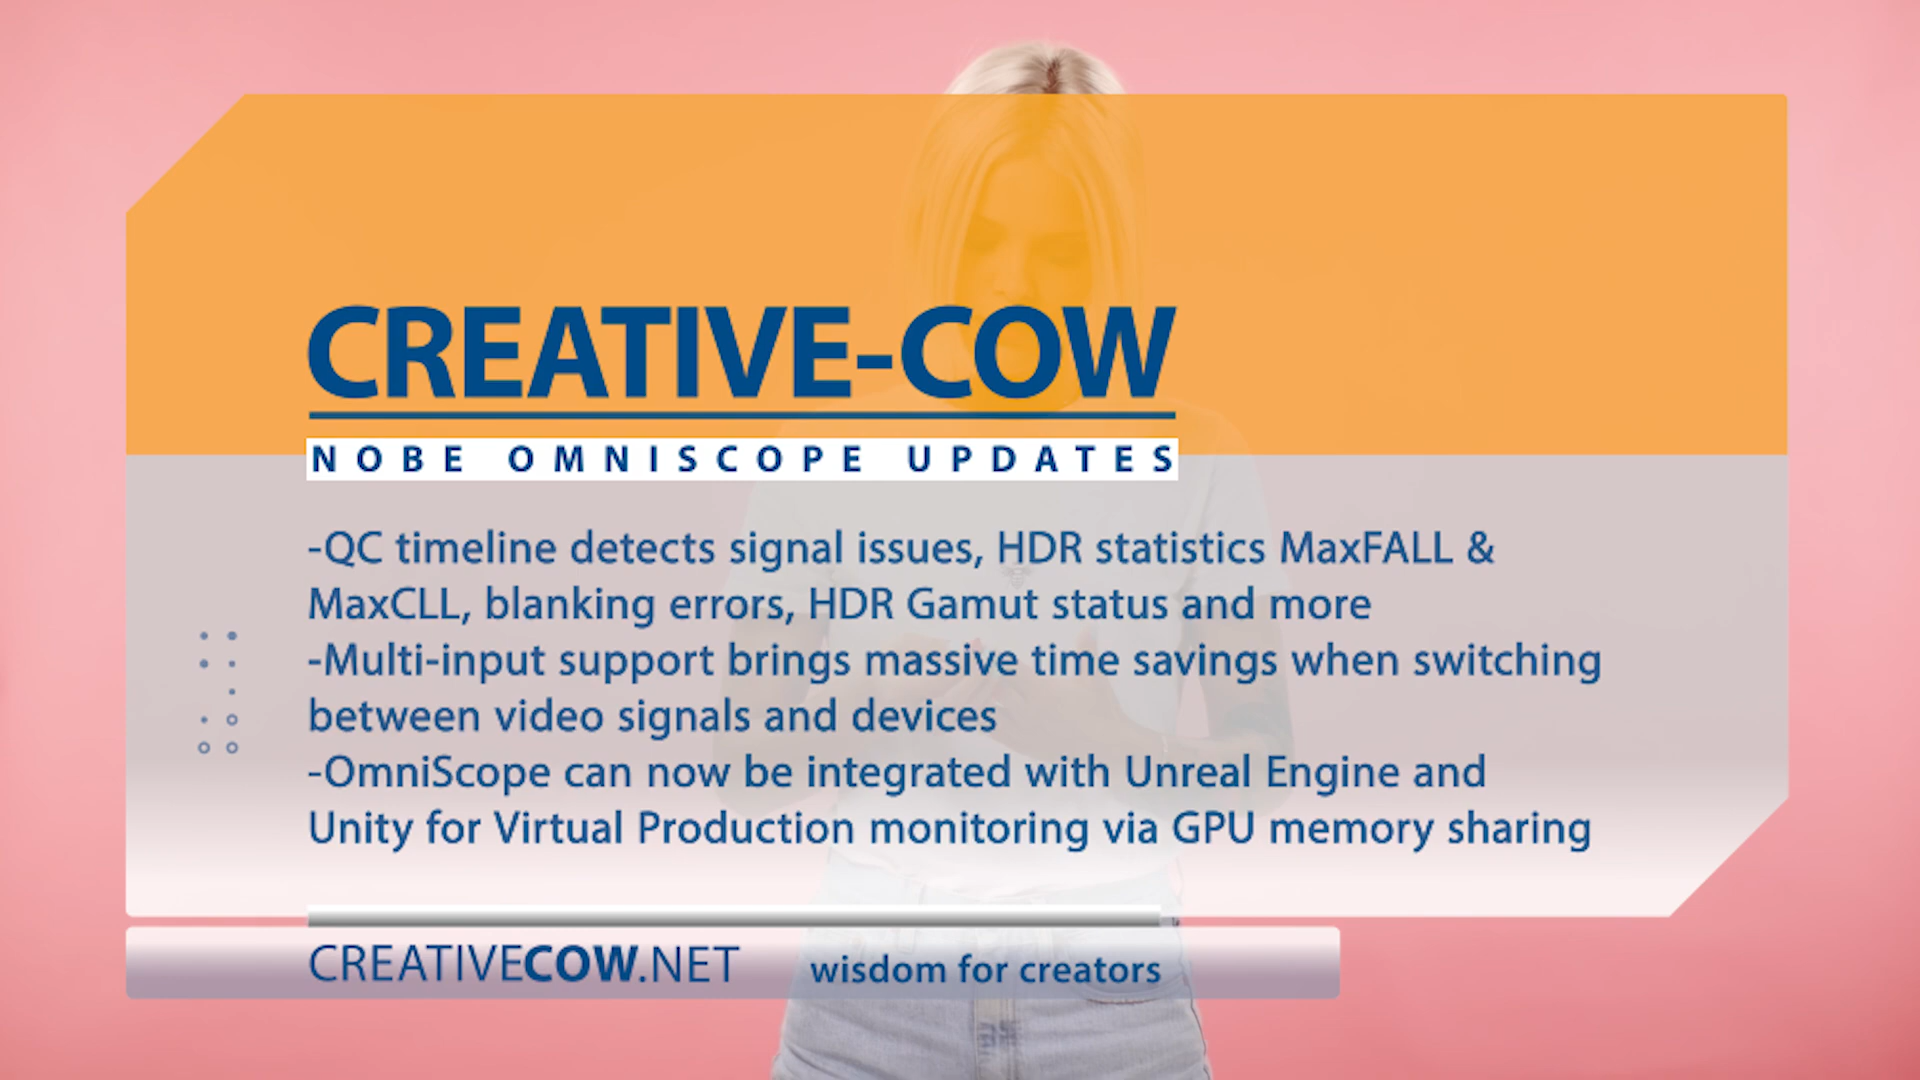 CREATIVE-COW
NOBE OMNISCOPE UPDATES
-QC timeline detects signal issues, HDR statistics MaxFALL &
MaxCLL, blanking errors, HDR Gamut status and more
-Multi-input support brings massive time savings when switching
between video signals and devices
-OmniScope can now be integrated with Unreal Engine and
Unity for Virtual Production monitoring via GPU memory sharing
CREATIVECOW.NET wisdom for creators